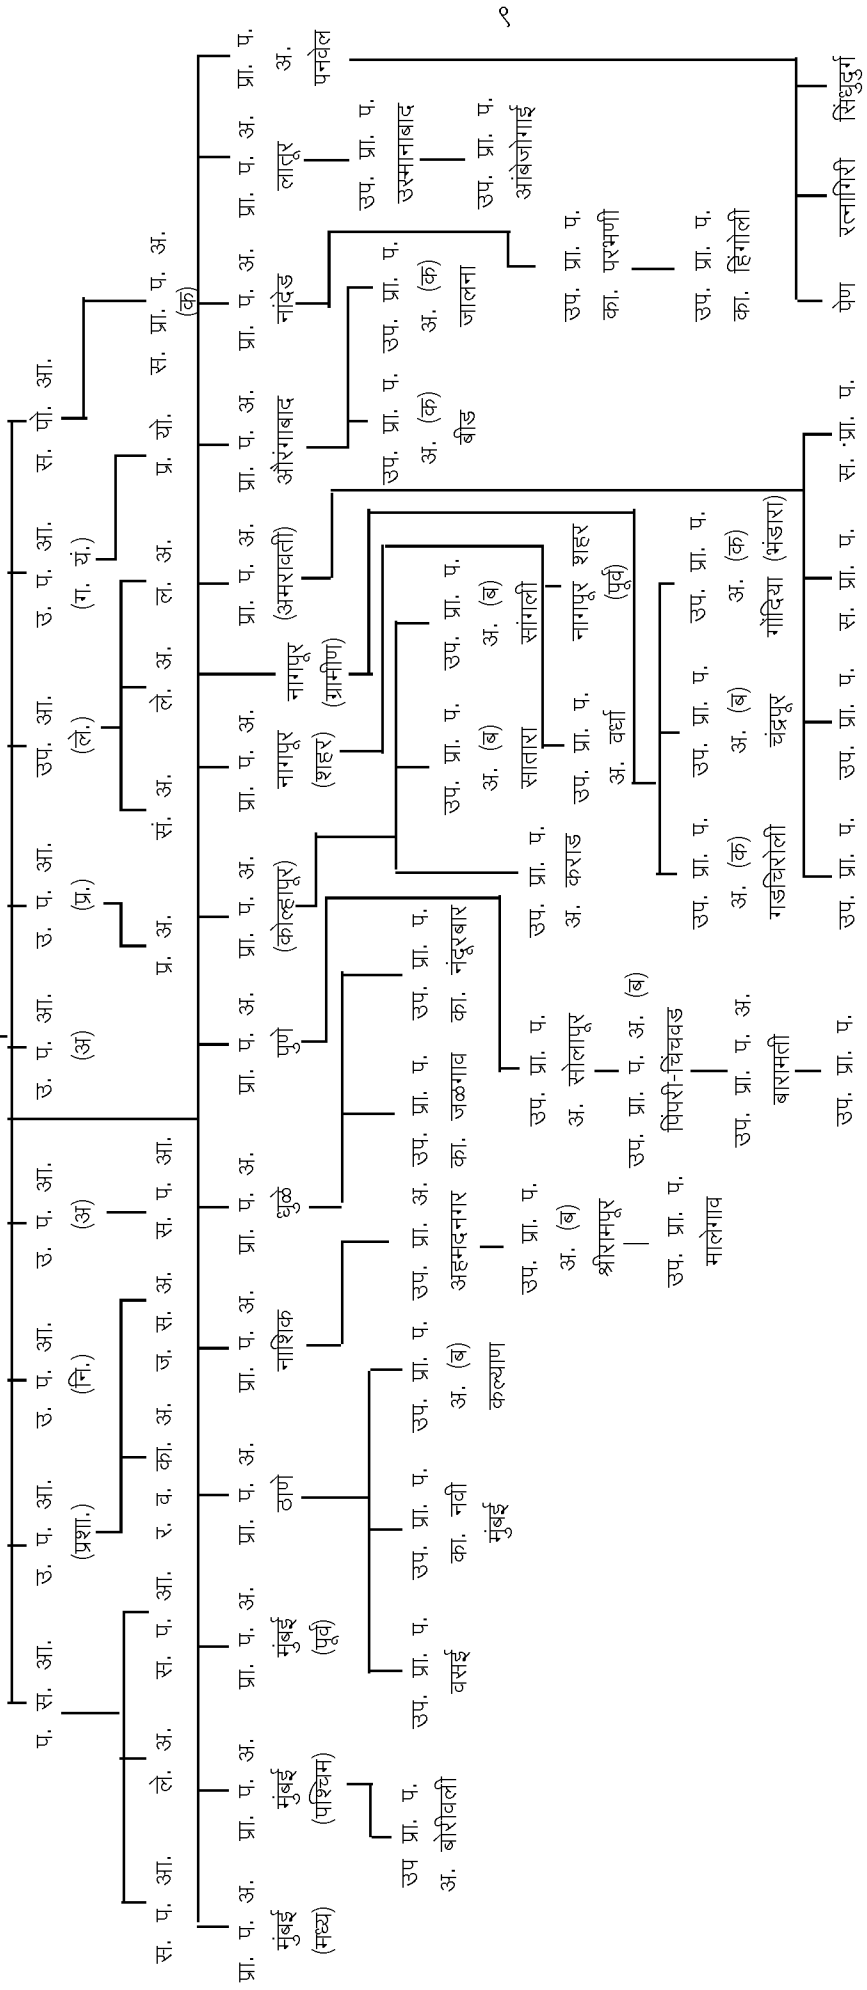 ९
प. स. आ.
उ. प. आ.
(प्रशा.)
उ. प. आ.
(नि.)
उ. प. आ.
(अ)
उ. प. आ.
(अ)
उ. प. आ.
(प्र.)
उप. आ.
(ले.)
उ. प. आ.
(ग. यं.)
स. पो. आ.
स. प. आ.
ले. अ.
स. प. आ.
र. व. का. अ.
ज. स. अ.
स. प. आ.
प्र. अ.
सं. अ.
ले. अ.
ल. अ.
प्र. यो.
स. प्रा. प. अ.
(क)
प्रा. प. अ.
मुंबई
(मध्य)
प्रा. प. अ.
मुंबई
(पश्चिम)
प्रा. प. अ.
मुंबई
(पूर्व)
प्रा. प. अ.
ठाणे
प्रा. प. अ.
नाशिक
प्रा. प. अ.
धुळे
प्रा. प. अ.
पुणे
प्रा. प. अ.
(कोल्हापूर)
प्रा. प. अ.
नागपूर
(शहर)
नागपूर
(ग्रामीण)
प्रा. प. अ.
(अमरावती)
प्रा. प. अ.
औरंगाबाद
प्रा. प. अ.
नांदेड
प्रा. प. अ.
लातूर
प्रा. प.
अ.
पनवेल
उप प्रा. प.
अ. बोरीवली
उप. प्रा. प.
वसई
उप. प्रा. प.
का. नवी
मुंबई
उप. प्रा. प.
अ. (ब)
कल्याण
उप. प्रा. अ.
अहमदनगर
उप. प्रा. प.
अ. (ब)
श्रीरामपूर
उप. प्रा. प.
मालेगाव
उप. प्रा. प.
का. जळगाव
उप. प्रा. प.
का. नंदूरबार
उप. प्रा. प.
अ. सोलापूर
उप. प्रा. प. अ. (ब)
पिंपरी-चिंचवड
उप. प्रा. प. अ.
बारामती
उप. प्रा. प.
उप. प्रा. प.
अ. कराड
उप. प्रा. प.
अ. (ब)
सातारा
उप. प्रा. प.
अ. (ब)
सांगली
उप. प्रा. प.
अ. वर्धा
नागपूर शहर
(पूर्व)
उप. प्रा. प.
अ. (क)
गडचिरोली
उप. प्रा. प.
अ. (ब)
चंद्रपूर
उप. प्रा. प.
अ. (क)
गोंदिया (भंडारा)
उप. प्रा. प.
उप. प्रा. प.
स. प्रा. प.
स. प्रा. प.
उप. प्रा. प.
अ. (क)
बीड
उप. प्रा. प.
अ. (क)
जालना
उप. प्रा. प.
का. परभणी
उप. प्रा. प.
का. हिंगोली
उप. प्रा. प.
उस्मानाबाद
उप. प्रा. प.
आंबेजोगाई
पेण
रत्नागिरी
सिंधुदुर्ग